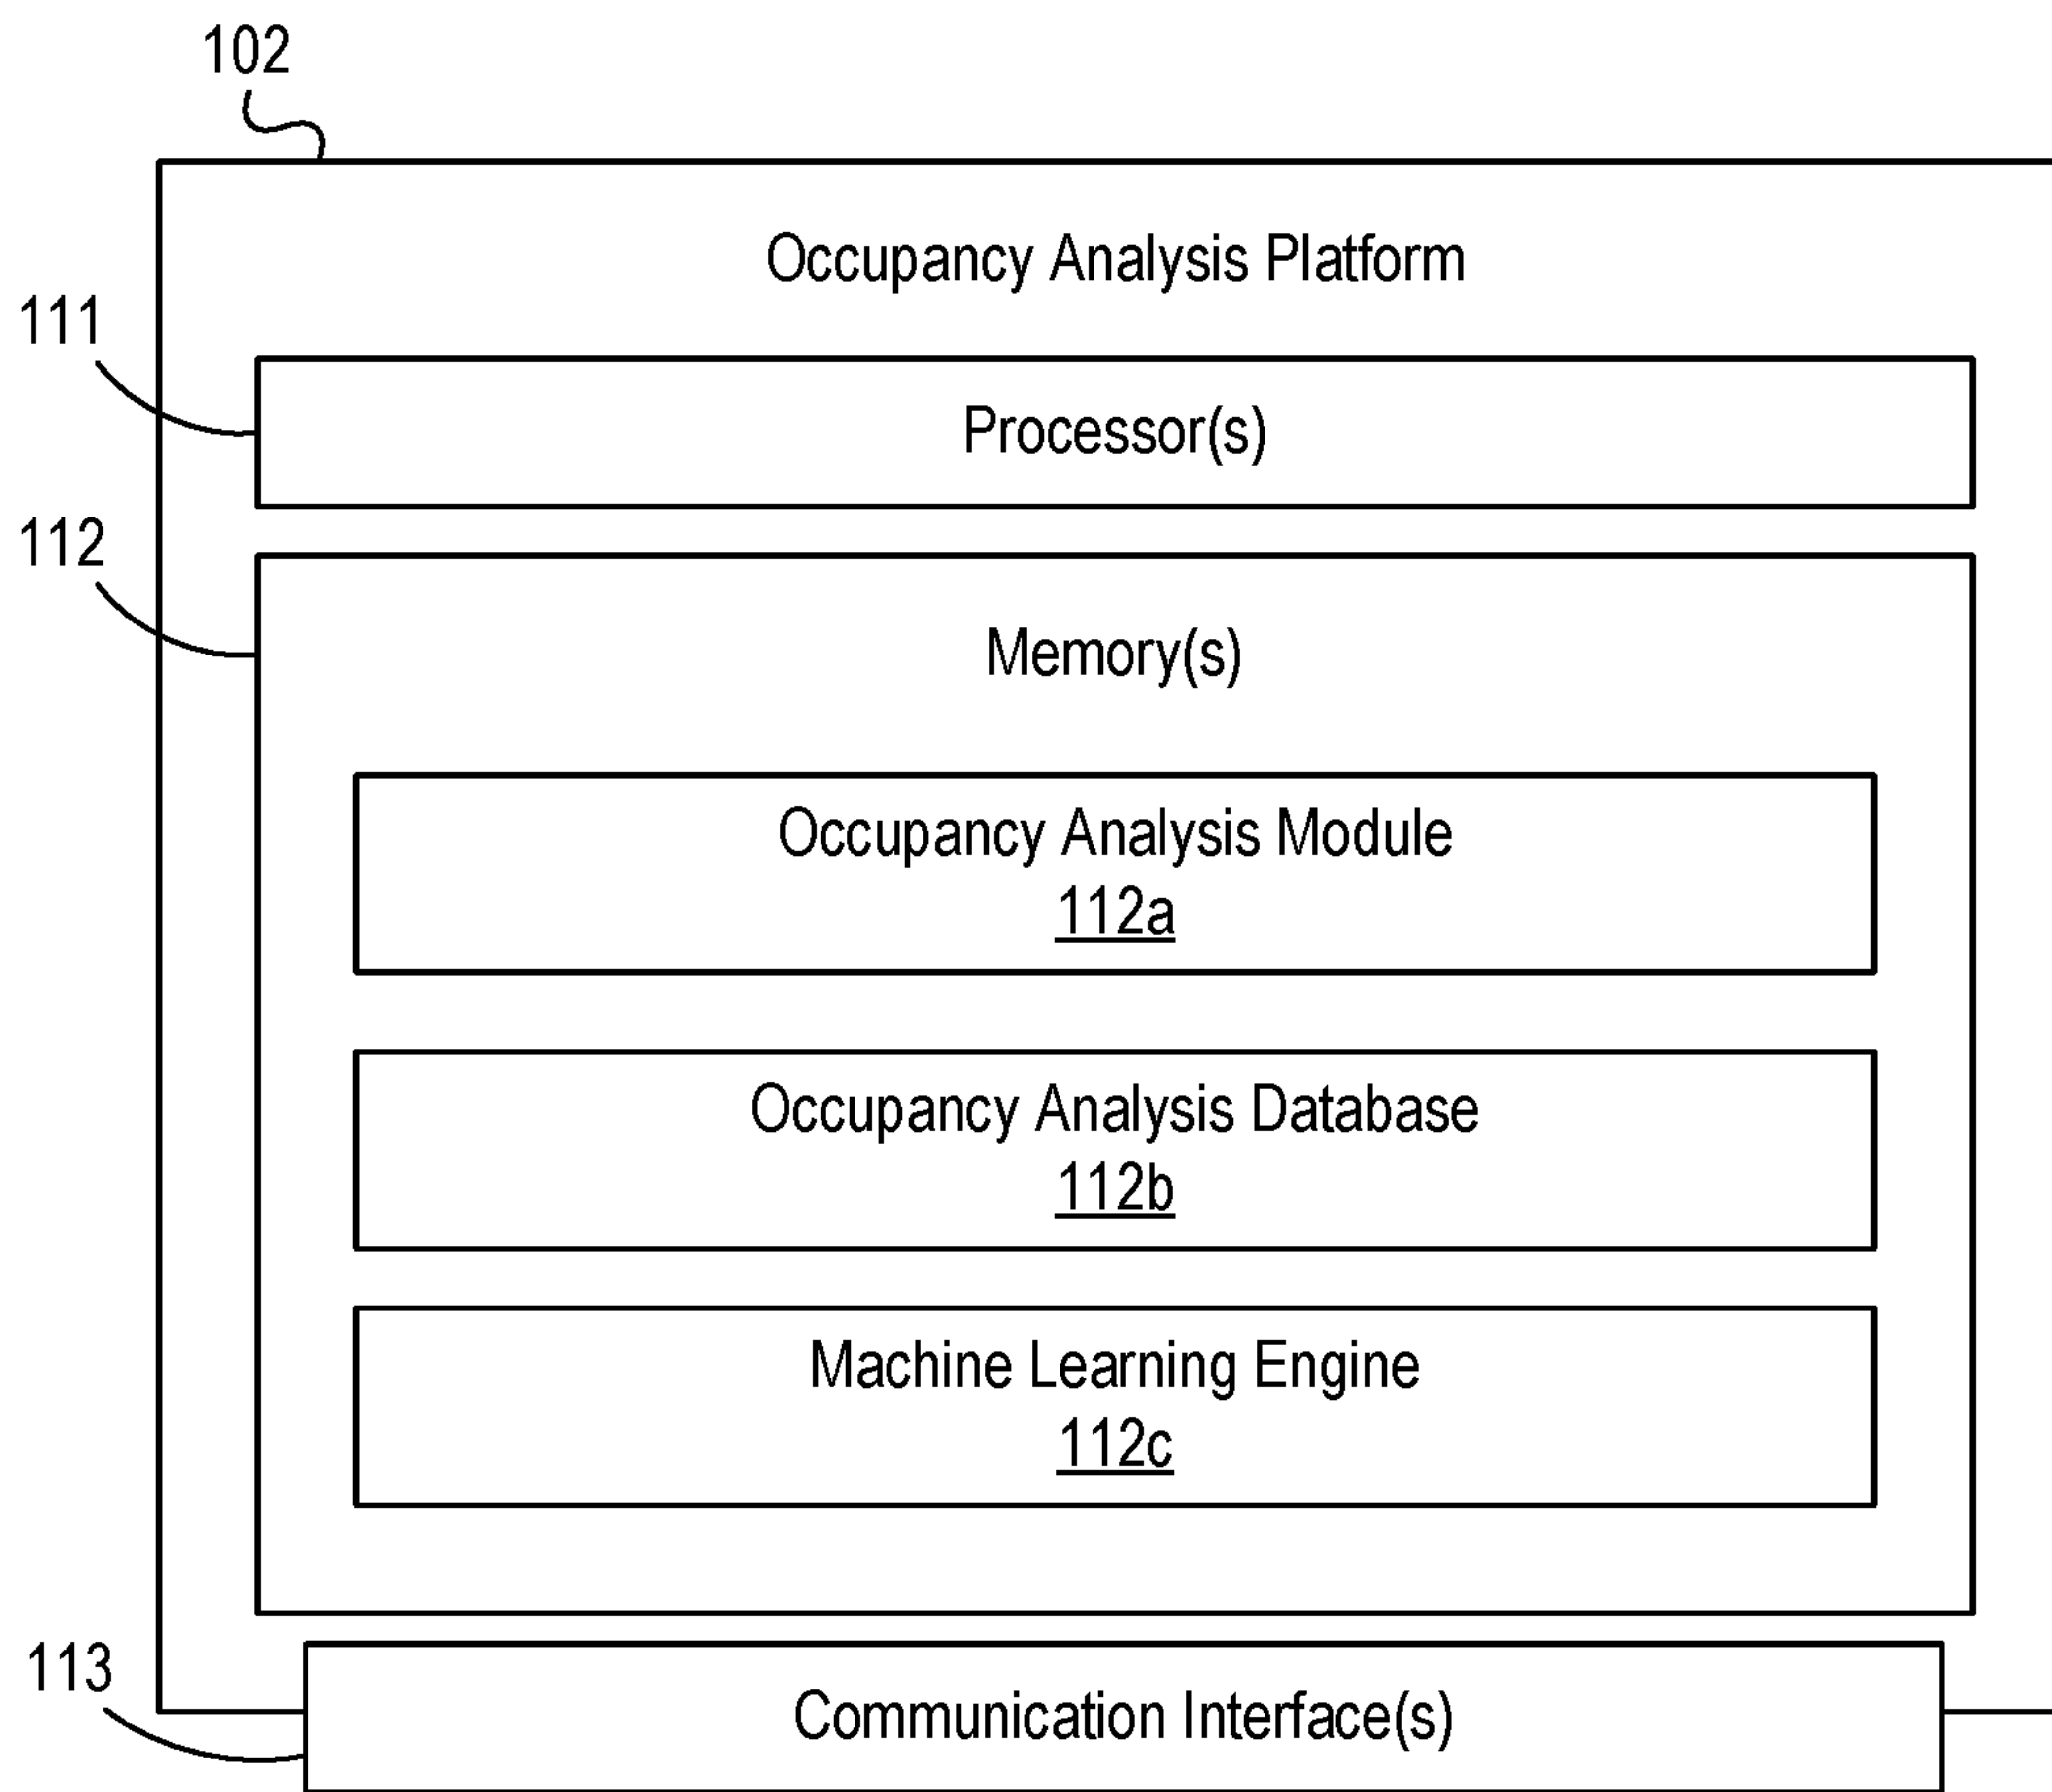 102
Occupancy Analysis Platform
111
Processor(s)
112
Memory(s)
Occupancy Analysis Module
112a
Occupancy Analysis Database
112b
Machine Learning Engine
112c
113
Communication Interface(s)